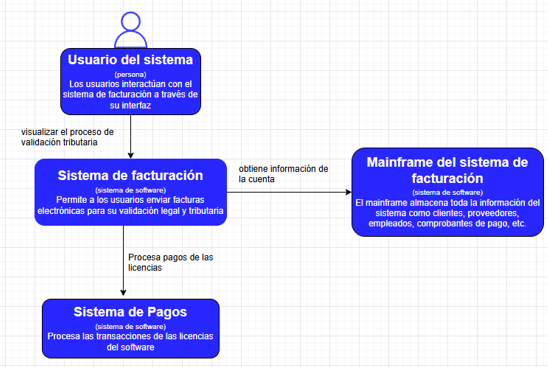 Usuario del sistema
(persona)
Los usuarios interactúan con el
sistema de facturación a través de
su interfaz
visualizar el proceso de
validación tributaria
Sistema de facturación
(sistema de software)
Permite a los usuarios enviar facturas
electrónicas para su validación legal y tributaria
obtiene información de
la cuenta
Mainframe del sistema de
facturación
(sistema de software)
El mainframe almacena toda la información del
sistema como clientes, proveedores,
empleados, comprobantes de pago, etc.
Procesa pagos de las
licencias
Sistema de Pagos
(sistema de software)
Procesa las transacciones de las licencias
del software